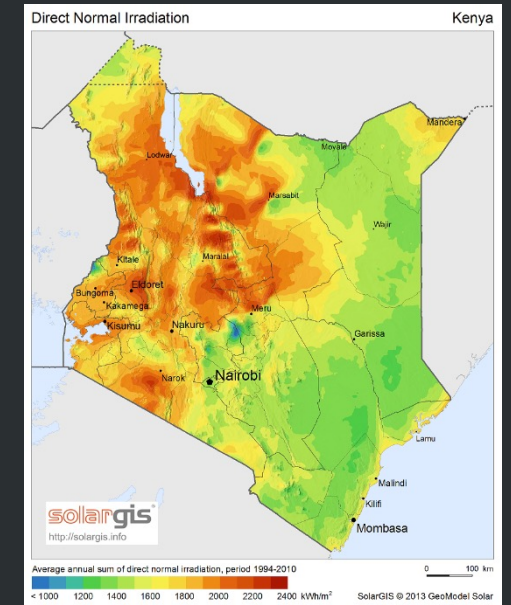 Direct Normal Irradiation Kenya
Mandera
Moyale
Lodwar
Marsabit
Wajir
Maralal
Kitale
Eldoret
Bungoma
Kakamega
Meru
Kisumu
Nakuru
Garissa
Narok
Nairobi
Lamu
Malindi
Kilifi
Mombasa
solargis
http://solargis.info
Average annual sum of direct normal irradiation, period 1994-2010 0 100 km
< 1000 1200 1400 1600 1800 2000 2200 2400 kWh/m² SolarGIS © 2013 GeoModel Solar